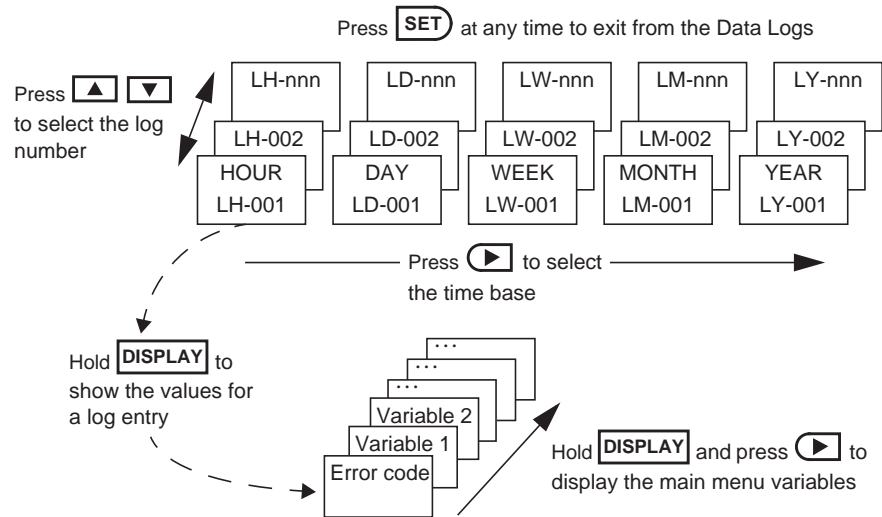 Press SET at any time to exit from the Data Logs
Press ▲ ▼
to select the log
number
LH-nnn LD-nnn LW-nnn LM-nnn LY-nnn
LH-002 LD-002 LW-002 LM-002 LY-002
HOUR DAY WEEK MONTH YEAR
LH-001 LD-001 LW-001 LM-001 LY-001
Press ▶ to select
the time base
Hold DISPLAY to
show the values for
a log entry
...
...
...
Variable 2
Variable 1
Error code
Hold DISPLAY and press ▶ to
display the main menu variables